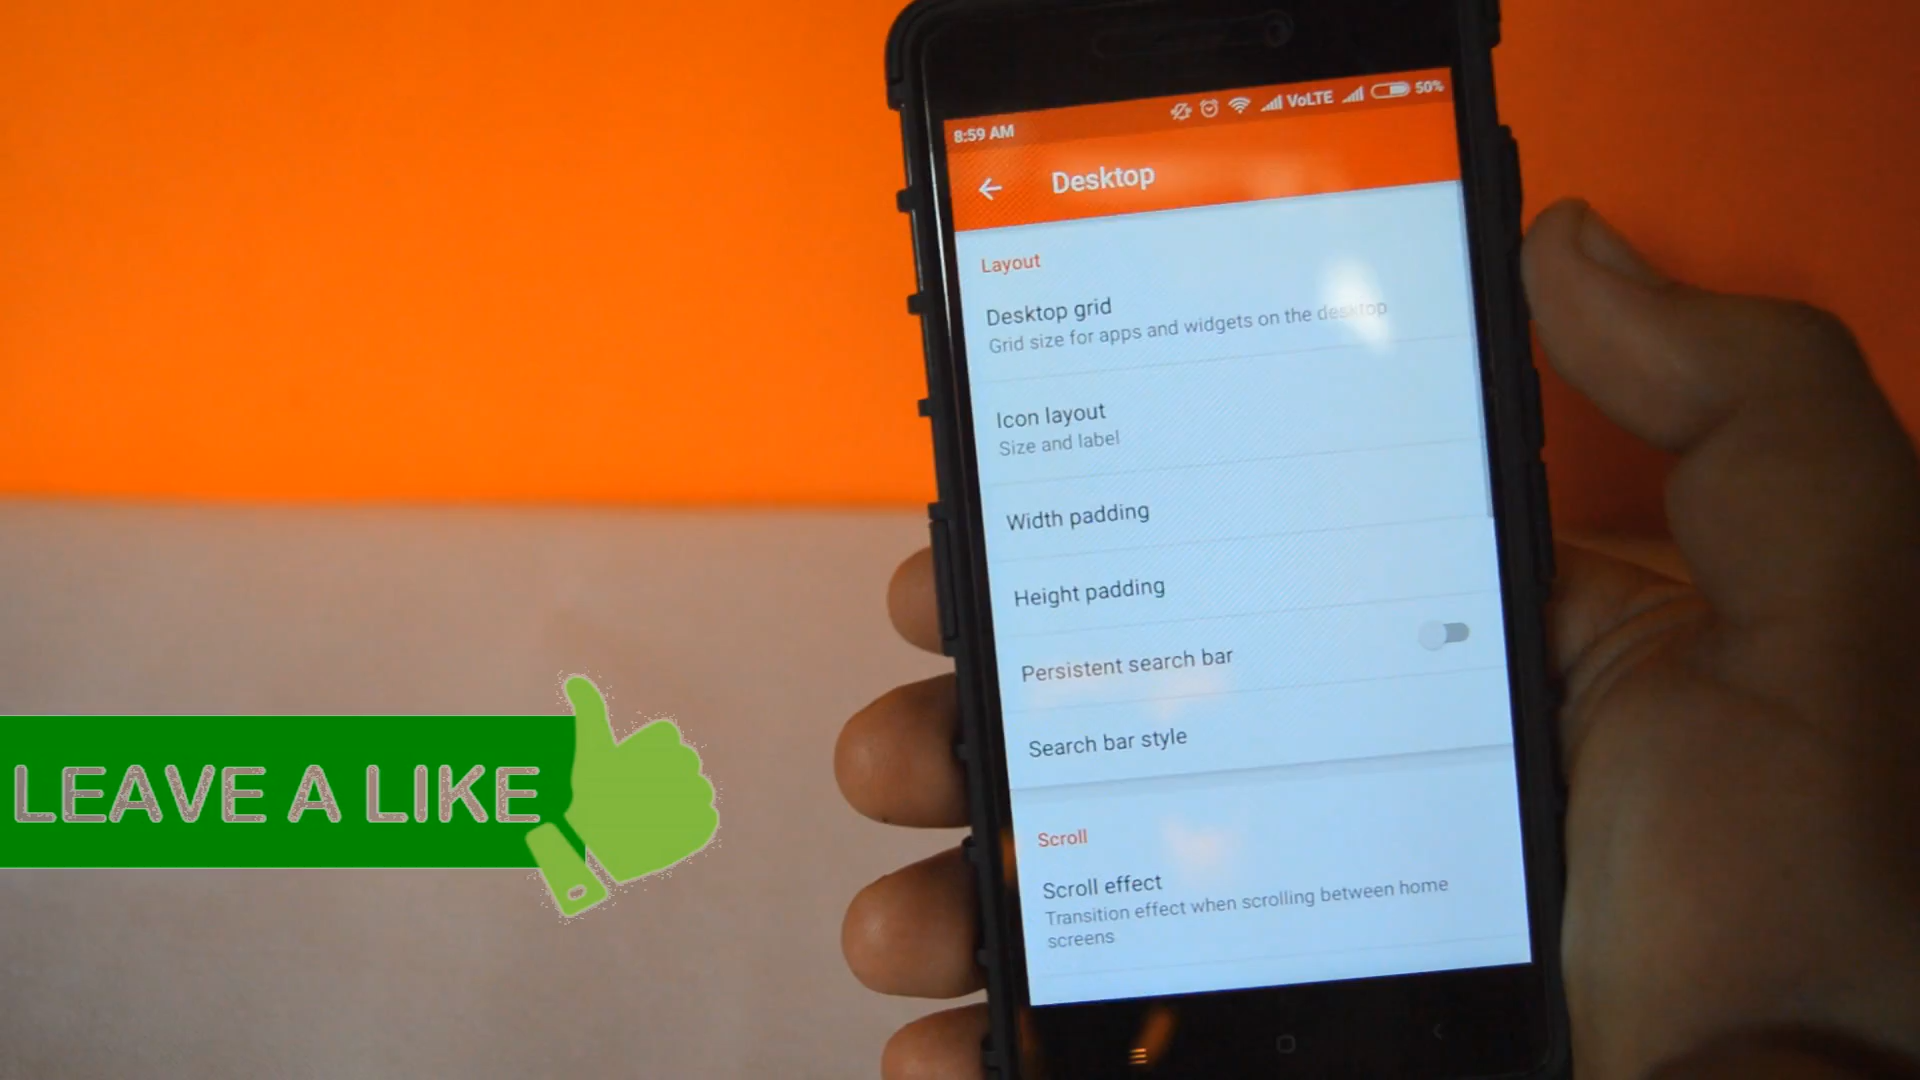 8:59 AM
VoLTE 50%
Desktop
Layout
Desktop grid
Grid size for apps and widgets on the desktop
Icon layout
Size and label
Width padding
Height padding
Persistent search bar
Search bar style
Scroll
Scroll effect
Transition effect when scrolling between home
screens
LEAVE A LIKE